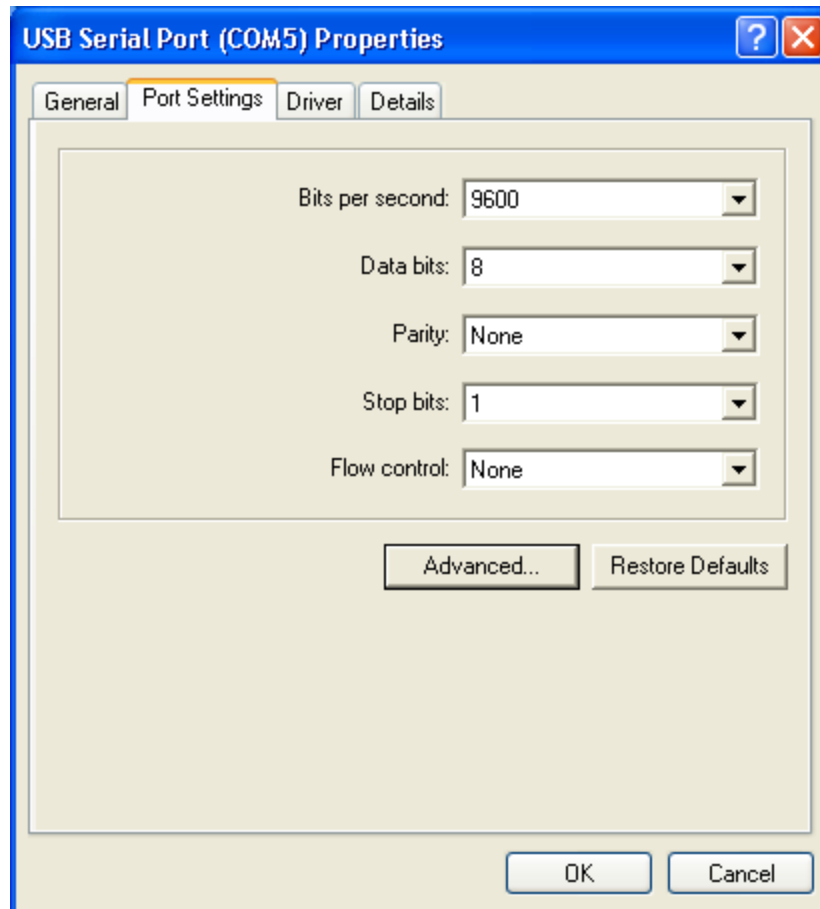 USB Serial Port (COM5) Properties
?
General Port Settings Driver Details
Bits per second: 9600
Data bits: 8
Parity: None
Stop bits: 1
Flow control: None
Advanced... Restore Defaults
OK Cancel